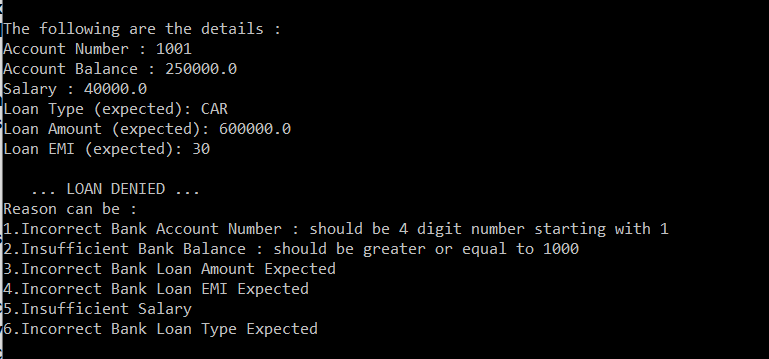 The following are the details :
Account Number : 1001
Account Balance : 250000.0
Salary : 40000.0
Loan Type (expected): CAR
Loan Amount (expected): 600000.0
Loan EMI (expected): 30
... LOAN DENIED ...
Reason can be :
1.Incorrect Bank Account Number : should be 4 digit number starting with 1
2.Insufficient Bank Balance : should be greater or equal to 1000
3.Incorrect Bank Loan Amount Expected
4.Incorrect Bank Loan EMI Expected
5.Insufficient Salary
6.Incorrect Bank Loan Type Expected